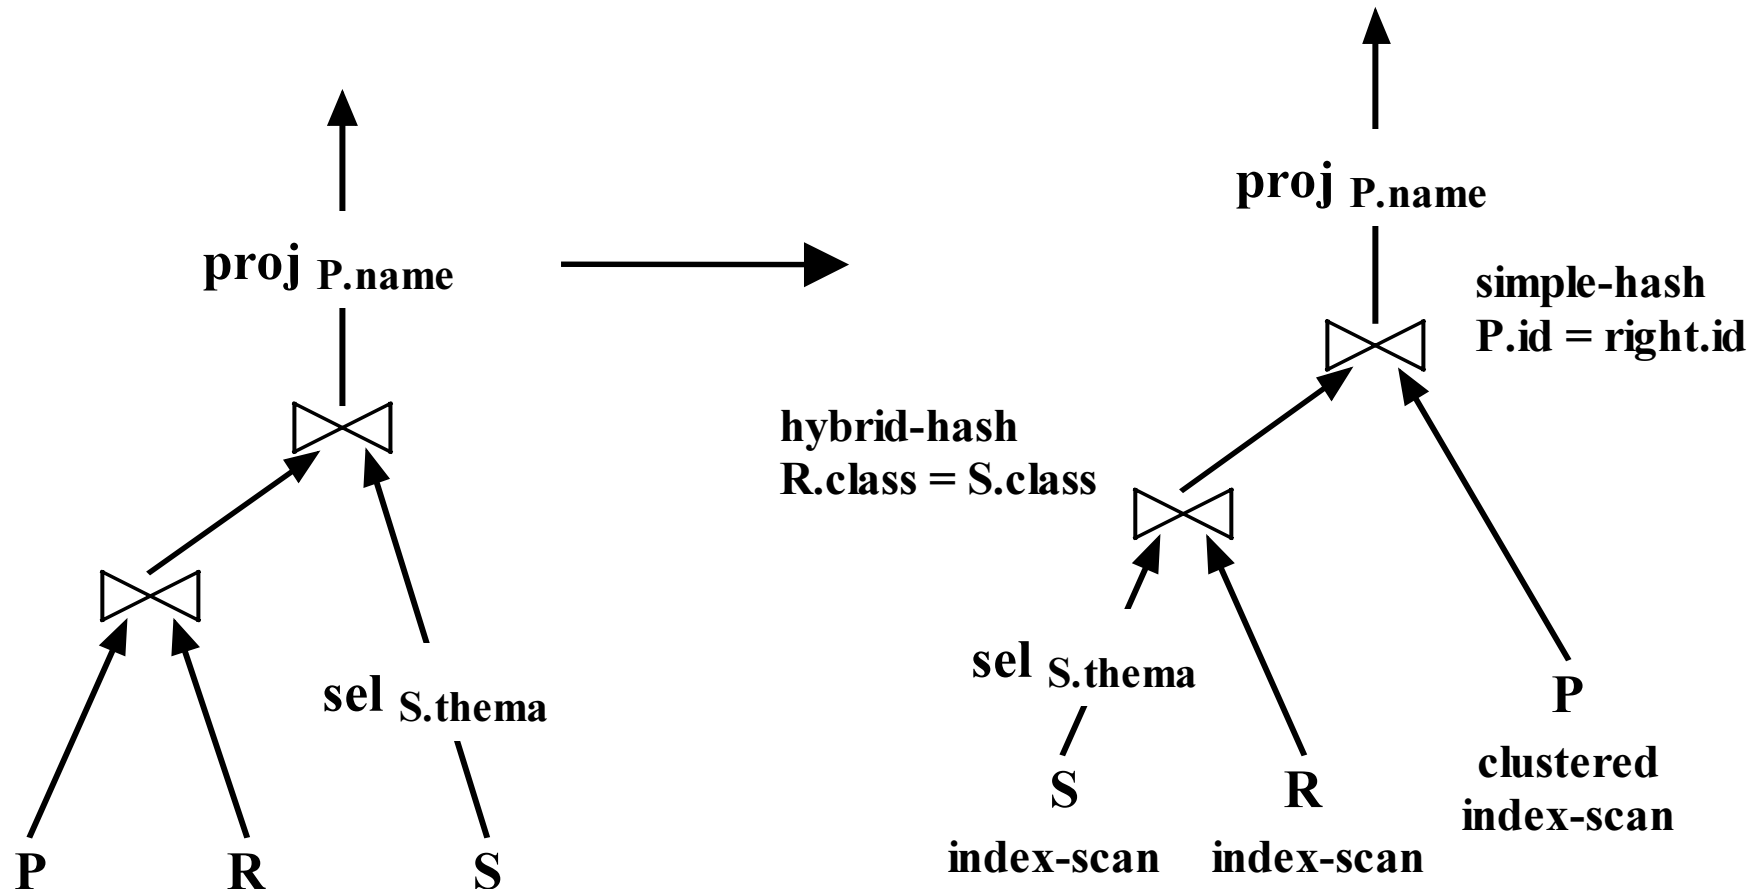 proj P.name
sel S.thema
P
R
S
proj P.name
simple-hash
P.id = right.id
hybrid-hash
R.class = S.class
sel S.thema
S
index-scan
R
index-scan
P
clustered
index-scan